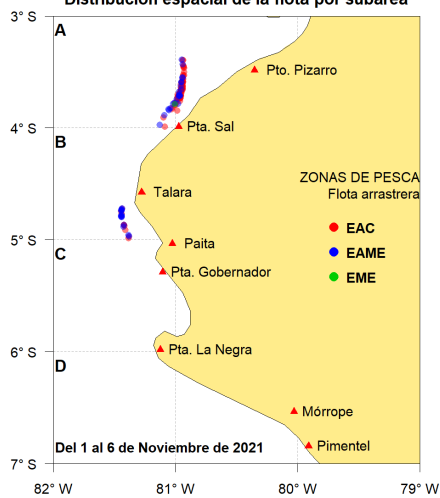 Distribución espacial de la flota por subárea
3° S
A
Pto. Pizarro
Pta. Sal
4° S
B
ZONAS DE PESCA
Flota arrastrera
Talara
EAC
5° S
Paita
C
EAME
Pta. Gobernador
EME
6° S
Pta. La Negra
D
Mórrope
Del 1 al 6 de Noviembre de 2021
Pimentel
7° S
82° W
81° W
80° W
79° W